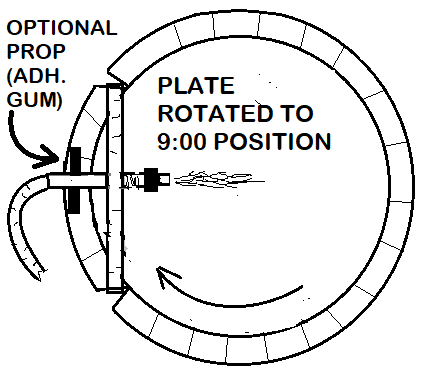 OPTIONAL
PROP
(ADH.
GUM)
PLATE
ROTATED TO
9:00 POSITION